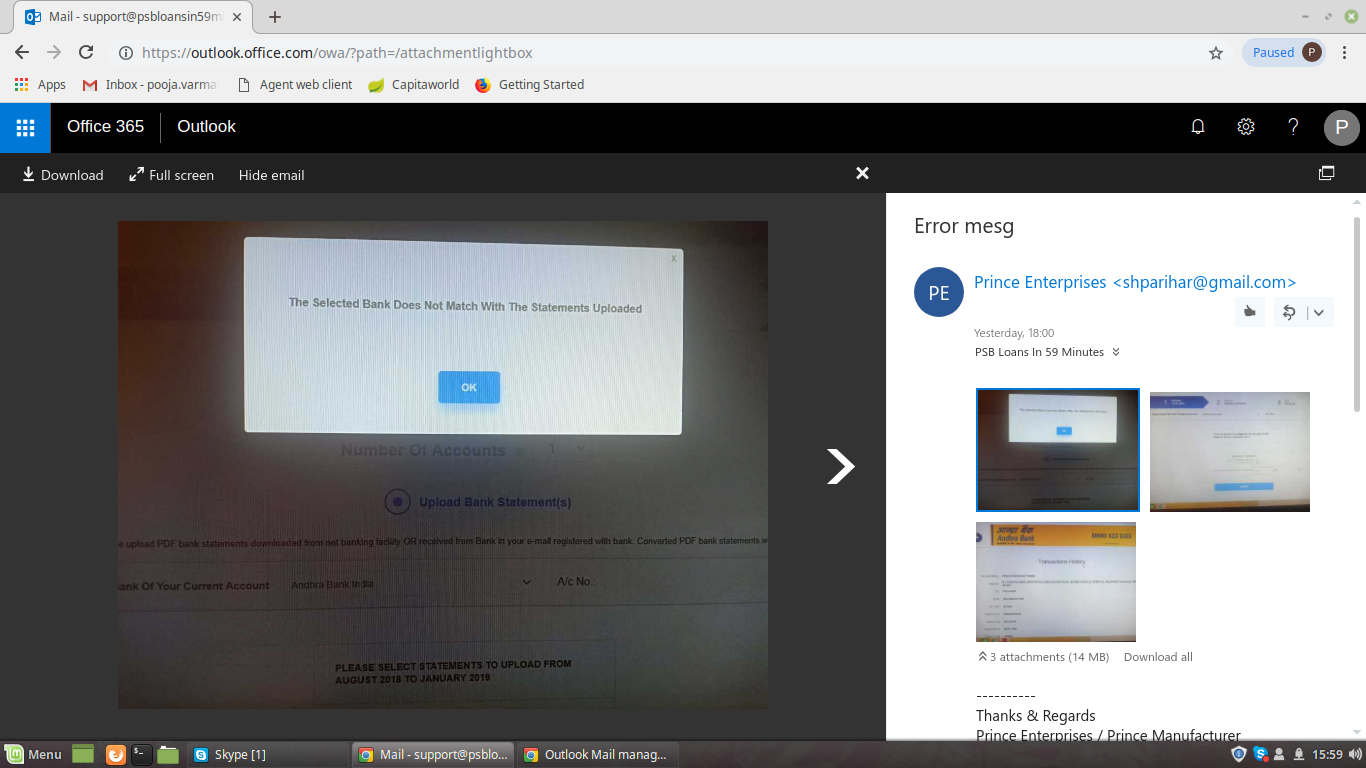 Mail - support@psbloansin59m
https://outlook.office.com/owa/?path=/attachmentlightbox
Paused
P
Apps
Inbox - pooja.varma
Agent web client
Capitaworld
Getting Started
Office 365
Outlook
?
P
Download
Full screen
Hide email
x
The Selected Bank Does Not Match With The Statements Uploaded
OK
Number Of Accounts
1
Upload Bank Statement(s)
e upload PDF bank statements downloaded from net banking facility OR received from Bank in your e-mail registered with bank. Converted PDF bank statements w
ank Of Your Current Account
Andhra Bank India
A/c No.:
PLEASE SELECT STATEMENTS TO UPLOAD FROM
AUGUST 2018 TO JANUARY 2019
Error mesg
PE
Prince Enterprises <shparihar@gmail.com>
Yesterday, 18:00
PSB Loans In 59 Minutes
आन्ध्रा बैंक
Andhra Bank
Transactions History
3 attachments (14 MB)
Download all
----------
Thanks & Regards
Prince Enterprises / Prince Manufacturer
Menu
Skype [1]
Mail - support@psblo...
Outlook Mail manag...
15:59